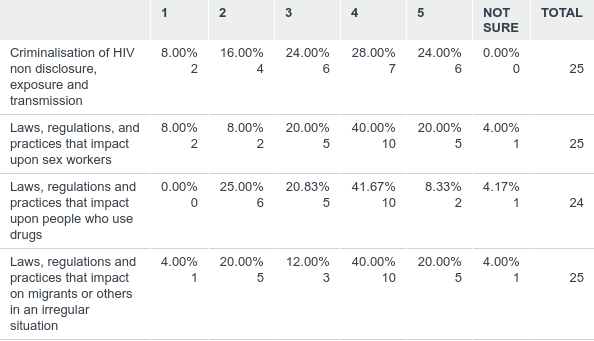 1 2 3 4 5 NOT SURE TOTAL
Criminalisation of HIV 8.00% 16.00% 24.00% 28.00% 24.00% 0.00%
non disclosure, 2 4 6 7 6 0 25
exposure and
transmission
Laws, regulations, and 8.00% 8.00% 20.00% 40.00% 20.00% 4.00%
practices that impact 2 2 5 10 5 1 25
upon sex workers
Laws, regulations and 0.00% 25.00% 20.83% 41.67% 8.33% 4.17%
practices that impact 0 6 5 10 2 1 24
upon people who use
drugs
Laws, regulations and 4.00% 20.00% 12.00% 40.00% 20.00% 4.00%
practices that impact 1 5 3 10 5 1 25
on migrants or others
in an irregular
situation